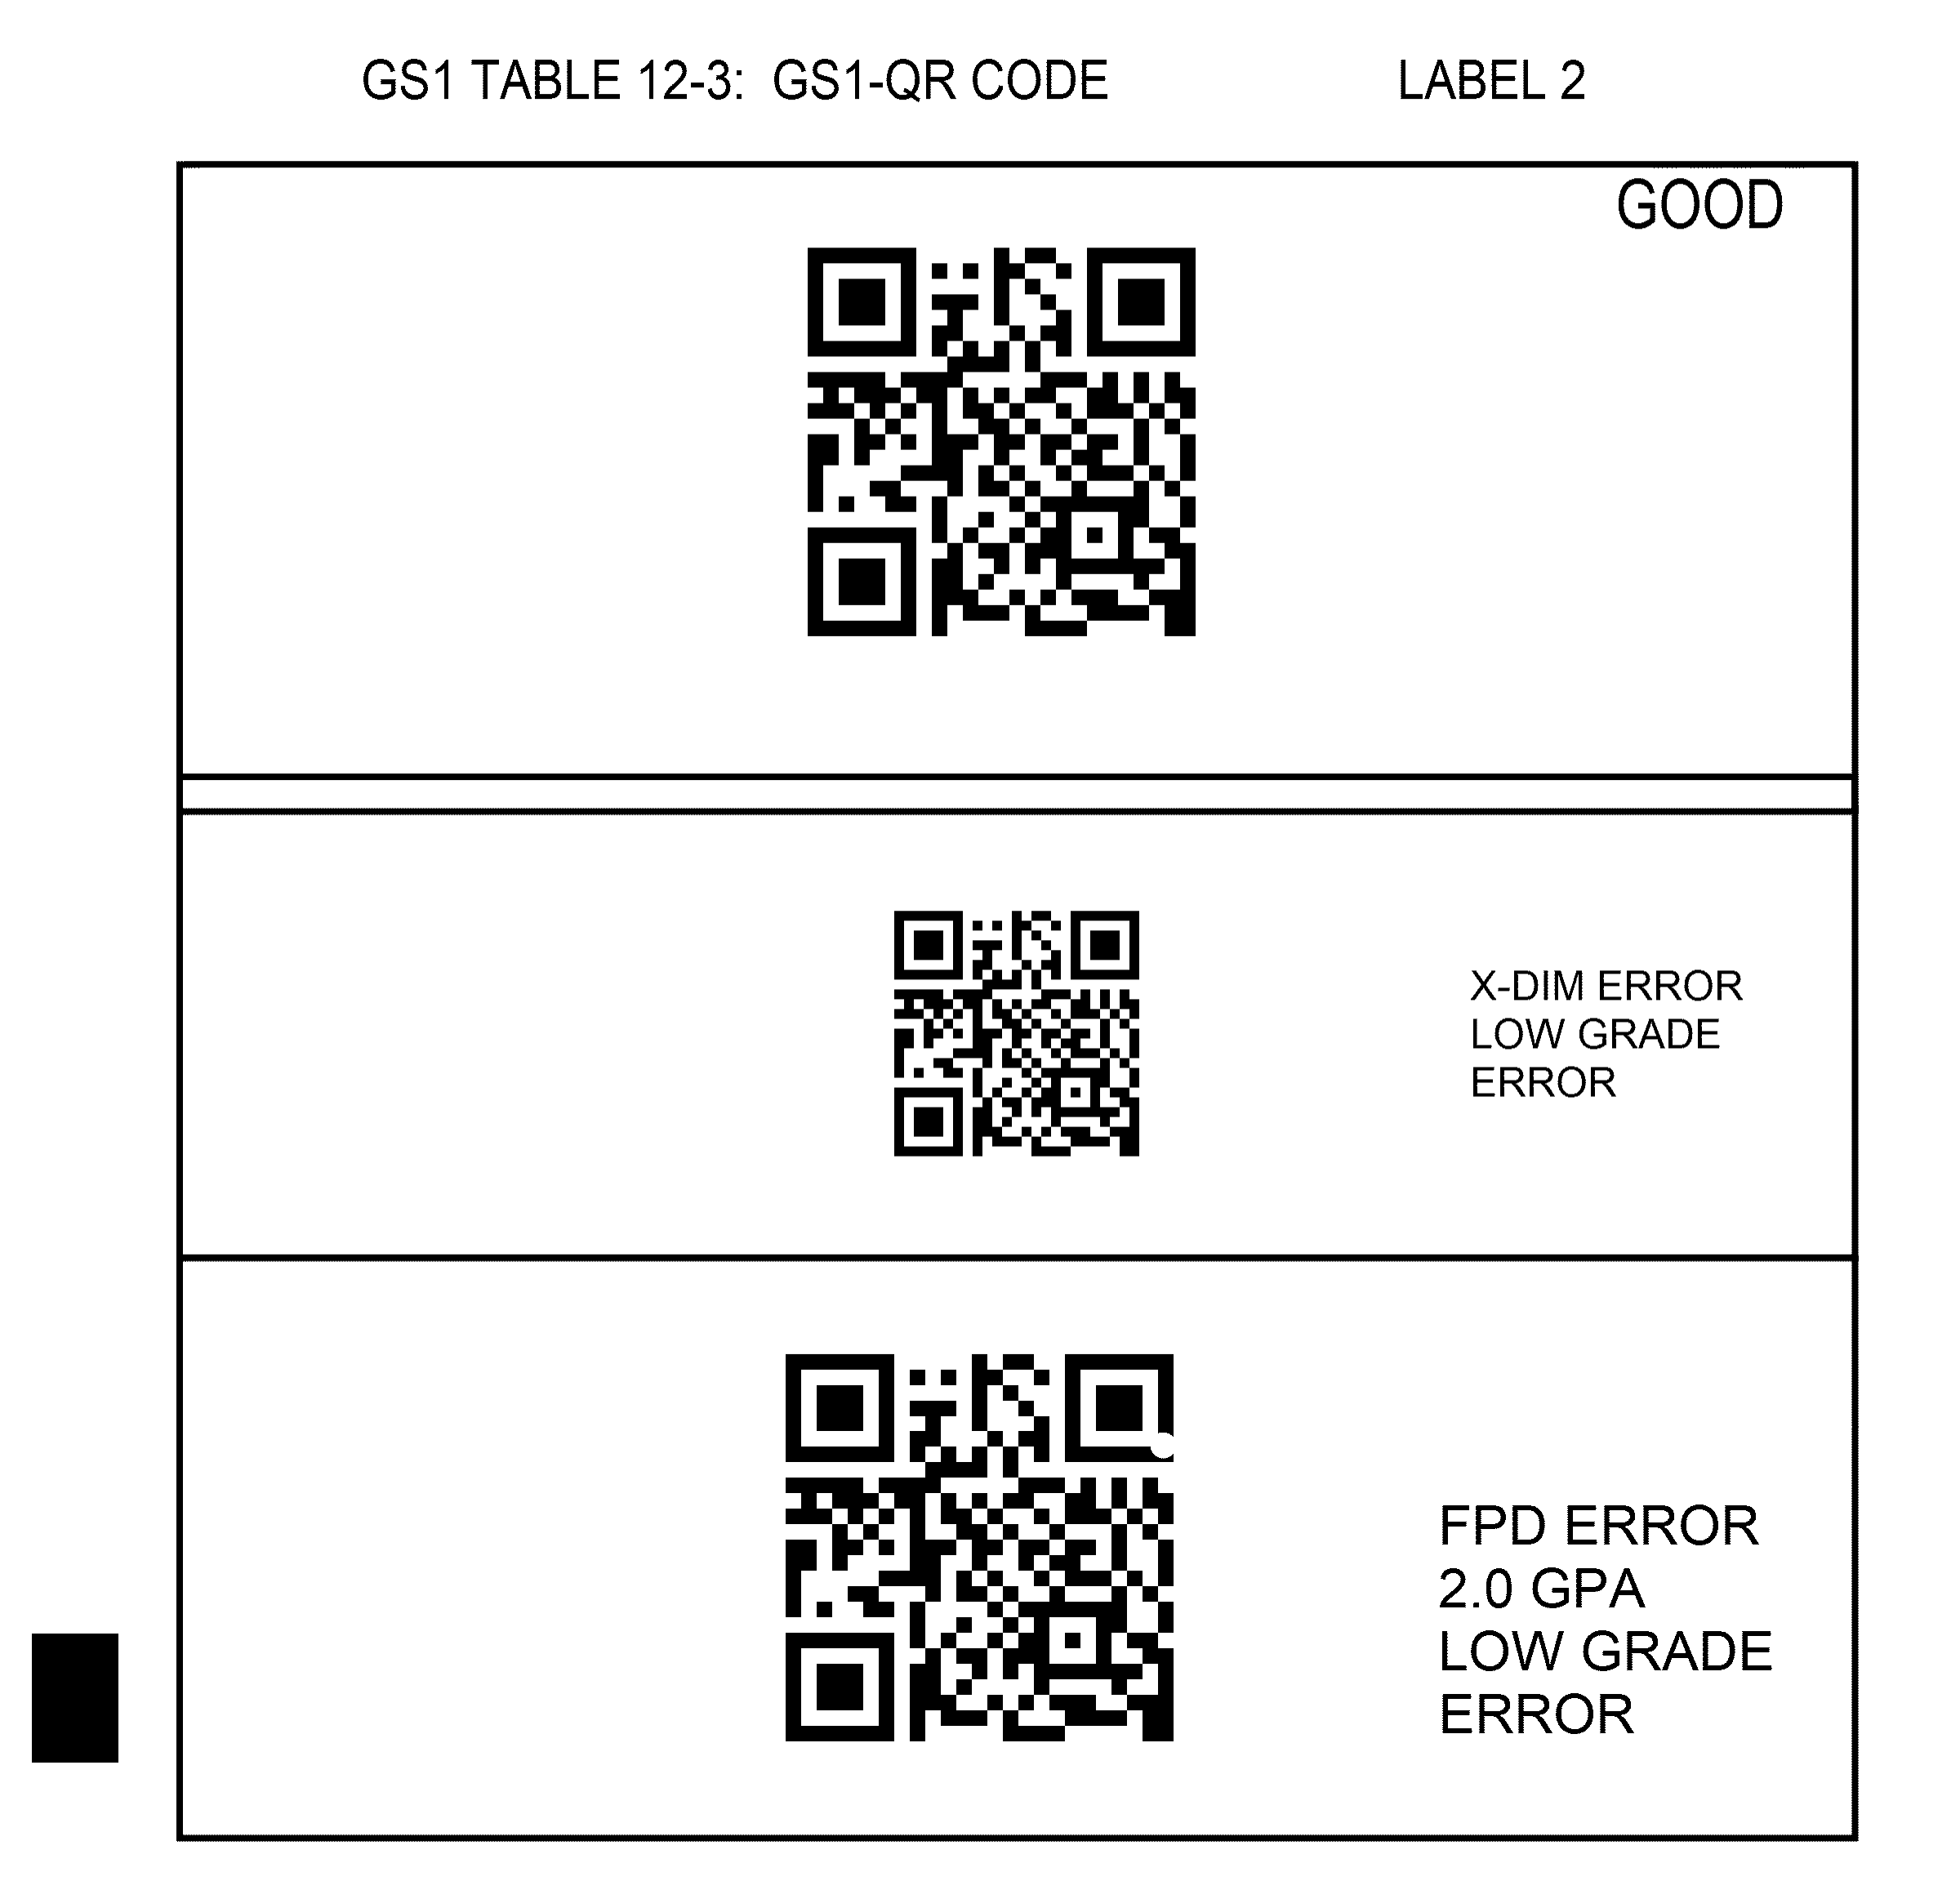 GS1 TABLE 12-3: GS1-QR CODE LABEL 2
GOOD
X-DIM ERROR
LOW GRADE
ERROR
FPD ERROR
2.0 GPA
LOW GRADE
ERROR